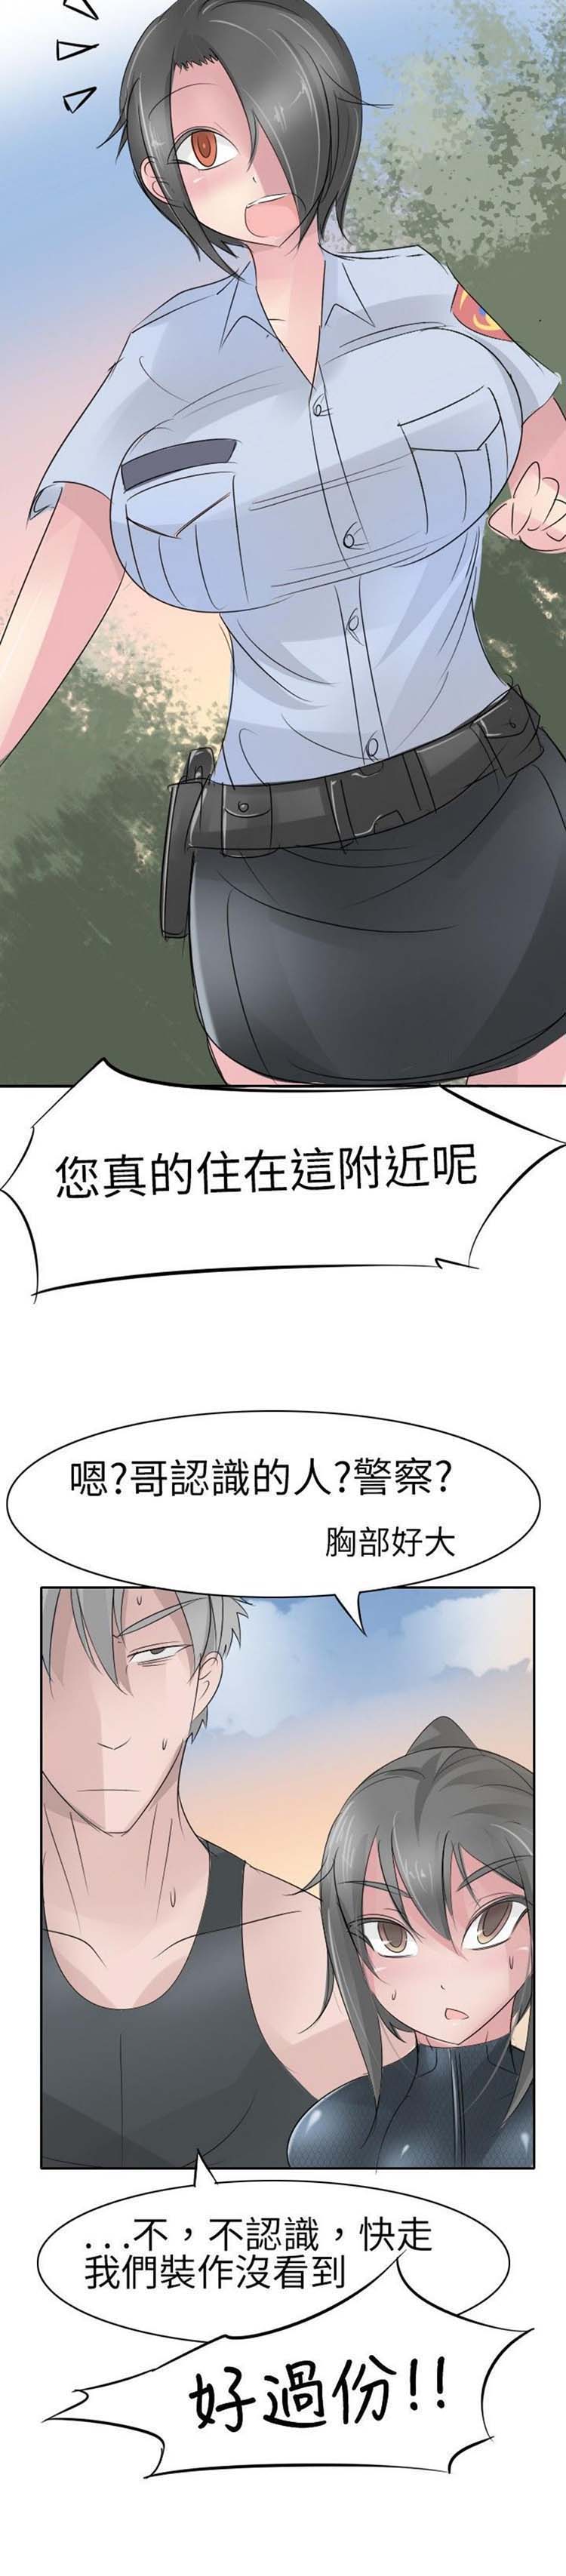 您真的住在這附近呢
嗯?哥認識的人?警察?
胸部好大
...不，不認識，快走
我們裝作沒看到
好過份!!